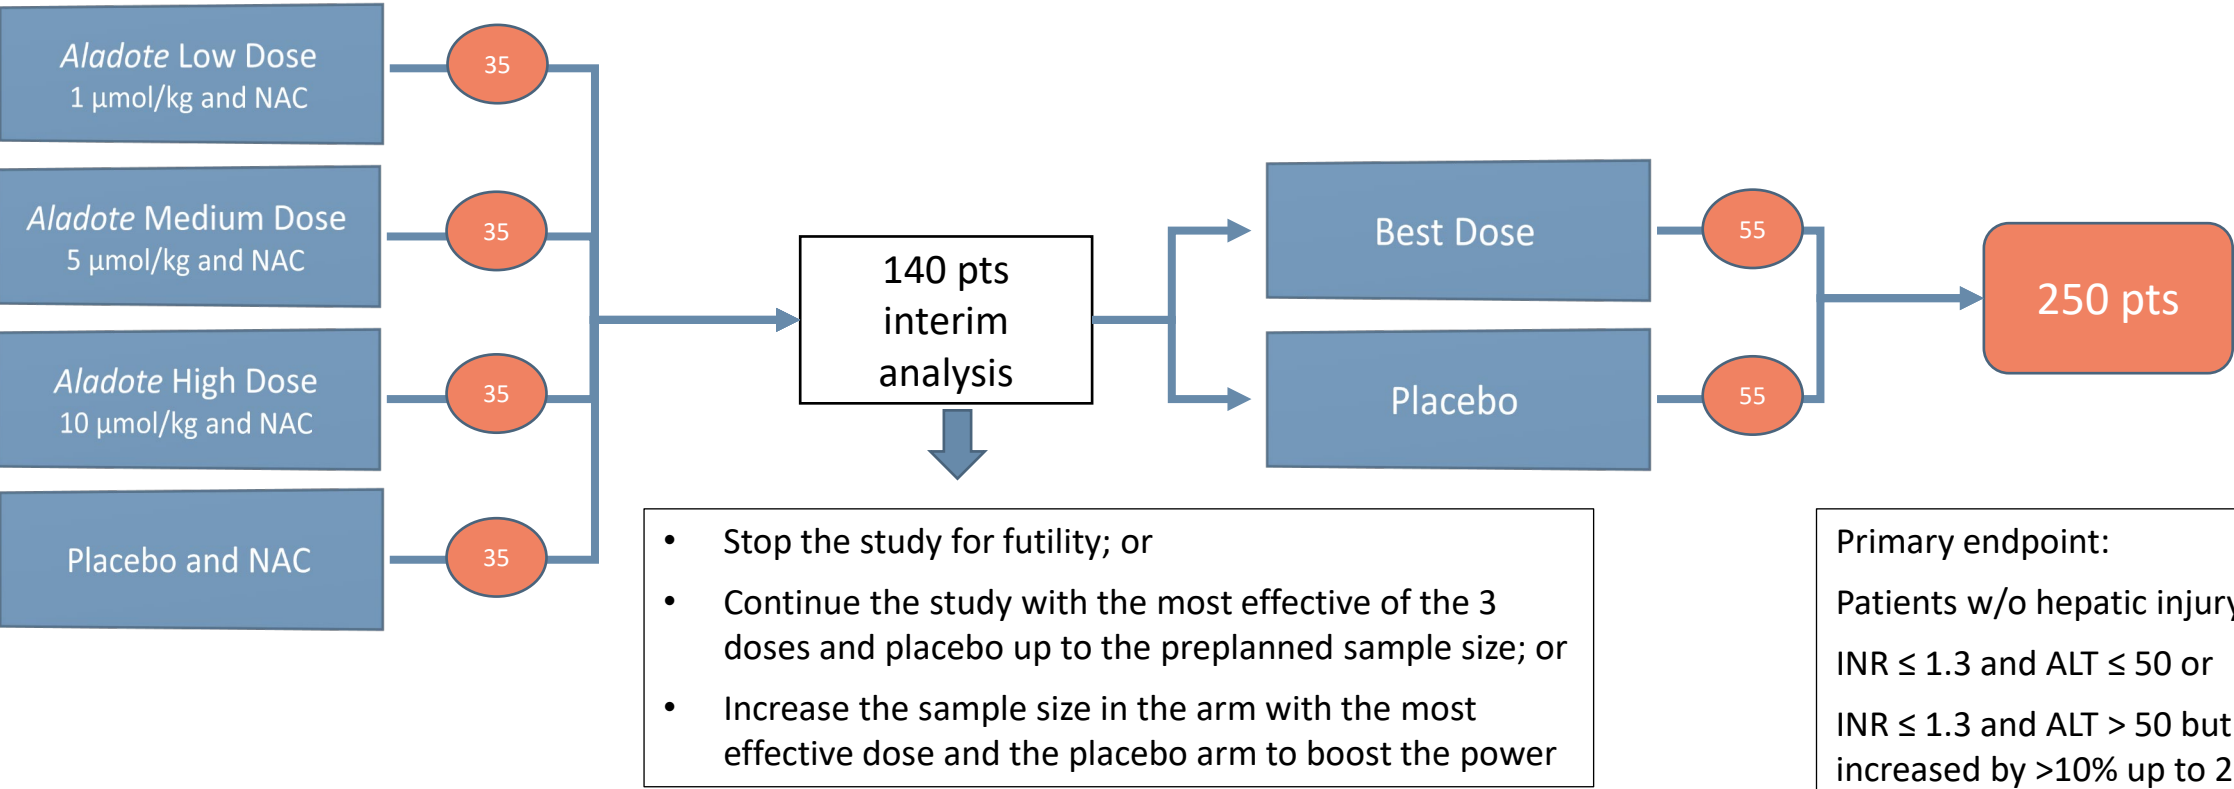 Aladote Low Dose
1 µmol/kg and NAC
35
Aladote Medium Dose
5 µmol/kg and NAC
35
Aladote High Dose
10 µmol/kg and NAC
35
Placebo and NAC
35
140 pts
interim
analysis
Best Dose
55
Placebo
55
250 pts
• Stop the study for futility; or
• Continue the study with the most effective of the 3
doses and placebo up to the preplanned sample size; or
• Increase the sample size in the arm with the most
effective dose and the placebo arm to boost the power
Primary endpoint:
Patients w/o hepatic injury
INR ≤ 1.3 and ALT ≤ 50 or
INR ≤ 1.3 and ALT > 50 but
increased by >10% up to 2